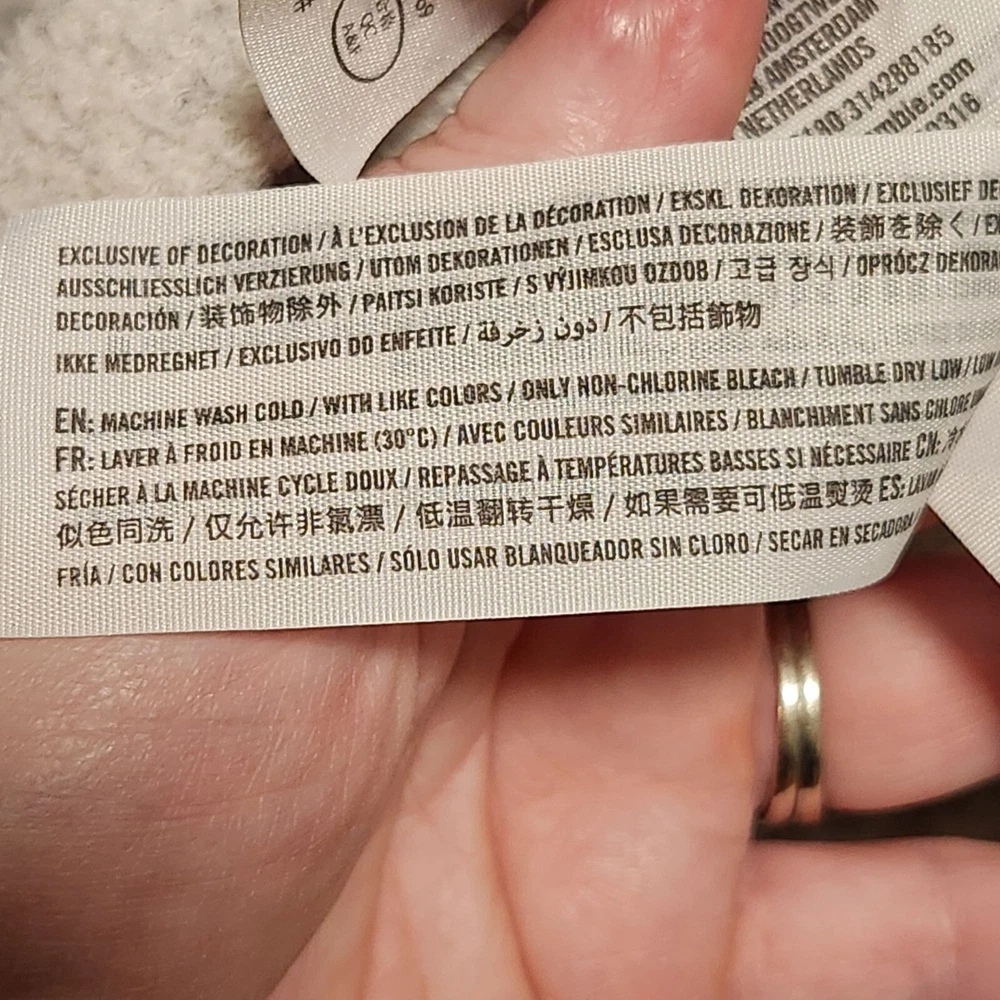 AMSTERDAM
NETHERLANDS
314288185
EXCLUSIVE OF DECORATION / À L'EXCLUSION DE LA DÉCORATION / EKSKL. DEKORATION / EXCLUSIEF
AUSSCHLIESSLICH VERZIERUNG / UTOM DEKORATIONEN / ESCLUSA DECORAZIONE / 装飾を除く /
DECORACIÓN / 装饰物除外 / PAITSI KORISTE / S VÝJIMKOU OZDOB / 고급 장식 / OPRÓCZ
IKKE MEDREGNET / EXCLUSIVO DO ENFEITE / دون زخرفة / 不包括飾物
EN: MACHINE WASH COLD / WITH LIKE COLORS / ONLY NON-CHLORINE BLEACH / TUMBLE DRY LOW /
FR: LAVER À FROID EN MACHINE (30°C) / AVEC COULEURS SIMILAIRES / BLANCHIMENT SANS CHLORE
SÉCHER À LA MACHINE CYCLE DOUX / REPASSAGE À TEMPÉRATURES BASSES SI NÉCESSAIRE CN:
似色同洗 / 仅允许非氯漂 / 低温翻转干燥 / 如果需要可低温熨烫 ES:
FRÍA / CON COLORES SIMILARES / SÓLO USAR BLANQUEADOR SIN CLORO / SECAR EN SECADORA